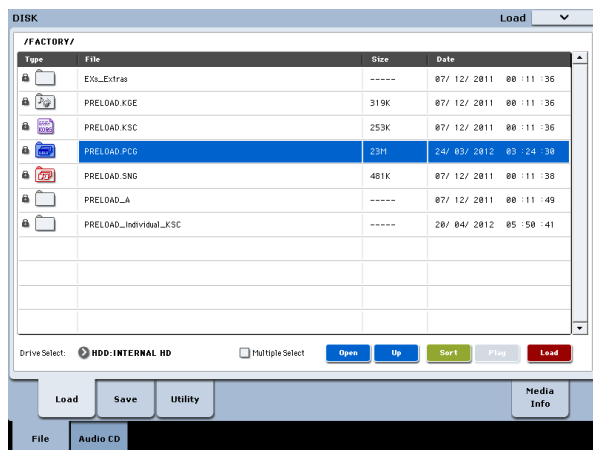 DISK Load
/FACTORY/
Type File Size Date
EXs_Extras ----- 07/ 12/ 2011 00 :11 :36
PRELOAD.KGE 319K 07/ 12/ 2011 00 :11 :36
KORG PRELOAD.KSC 253K 07/ 12/ 2011 00 :11 :36
PRELOAD.PCG 23M 24/ 03/ 2012 03 :24 :30
PRELOAD.SNG 481K 07/ 12/ 2011 00 :11 :38
PRELOAD_A ----- 07/ 12/ 2011 00 :11 :49
PRELOAD_Individual_KSC ----- 20/ 04/ 2012 05 :50 :41
Drive Select: HDD:INTERNAL HD Multiple Select Open Up Sort Play Load
Load Save Utility Media
Info
File Audio CD